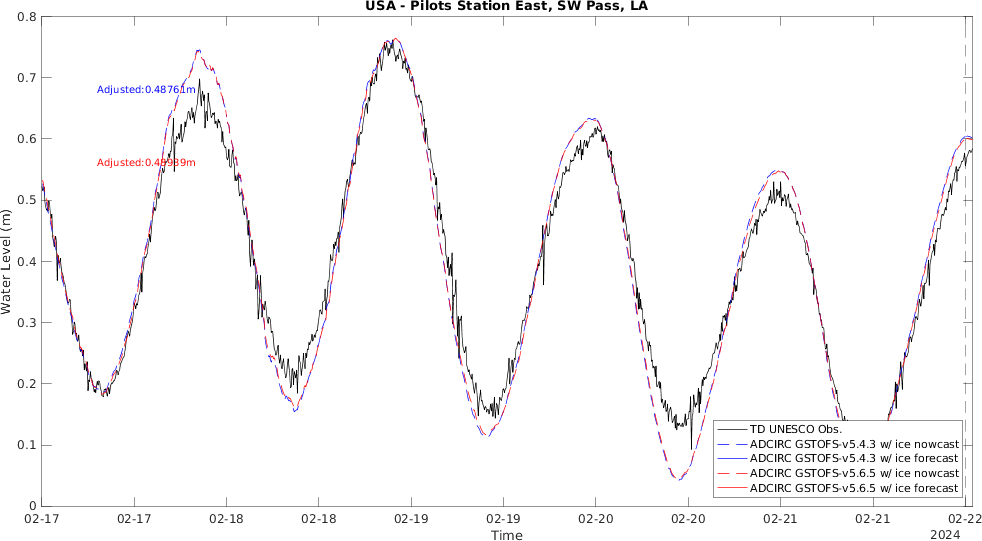 USA - Pilots Station East, SW Pass, LA
0.8
0.7
0.6
0.5
0.4
0.3
0.2
0.1
0
Water Level (m)
Adjusted:0.48761m
Adjusted:0.49939m
TD UNESCO Obs.
ADCIRC GSTOFS-v5.4.3 w/ ice nowcast
ADCIRC GSTOFS-v5.4.3 w/ ice forecast
ADCIRC GSTOFS-v5.6.5 w/ ice nowcast
ADCIRC GSTOFS-v5.6.5 w/ ice forecast
02-17 02-17 02-18 02-18 02-19 02-19 02-20 02-20 02-21 02-21 02-22
Time
2024